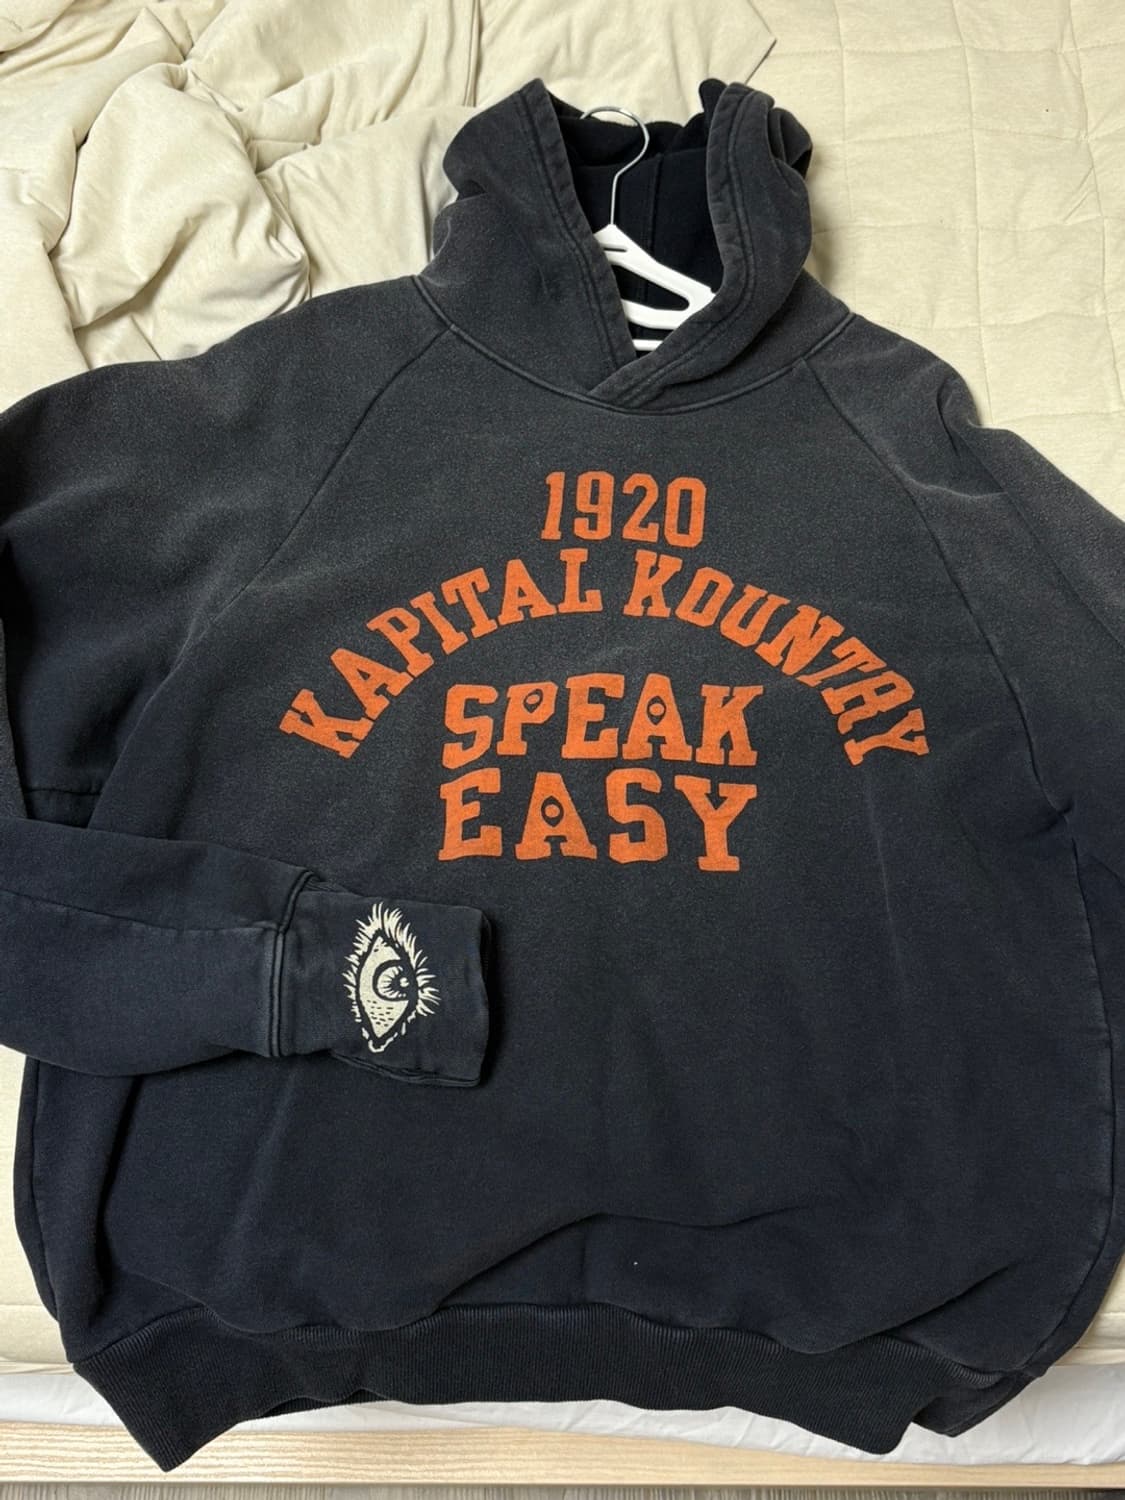 1920
KAPITAL KOUNTRY
SPEAK
EASY